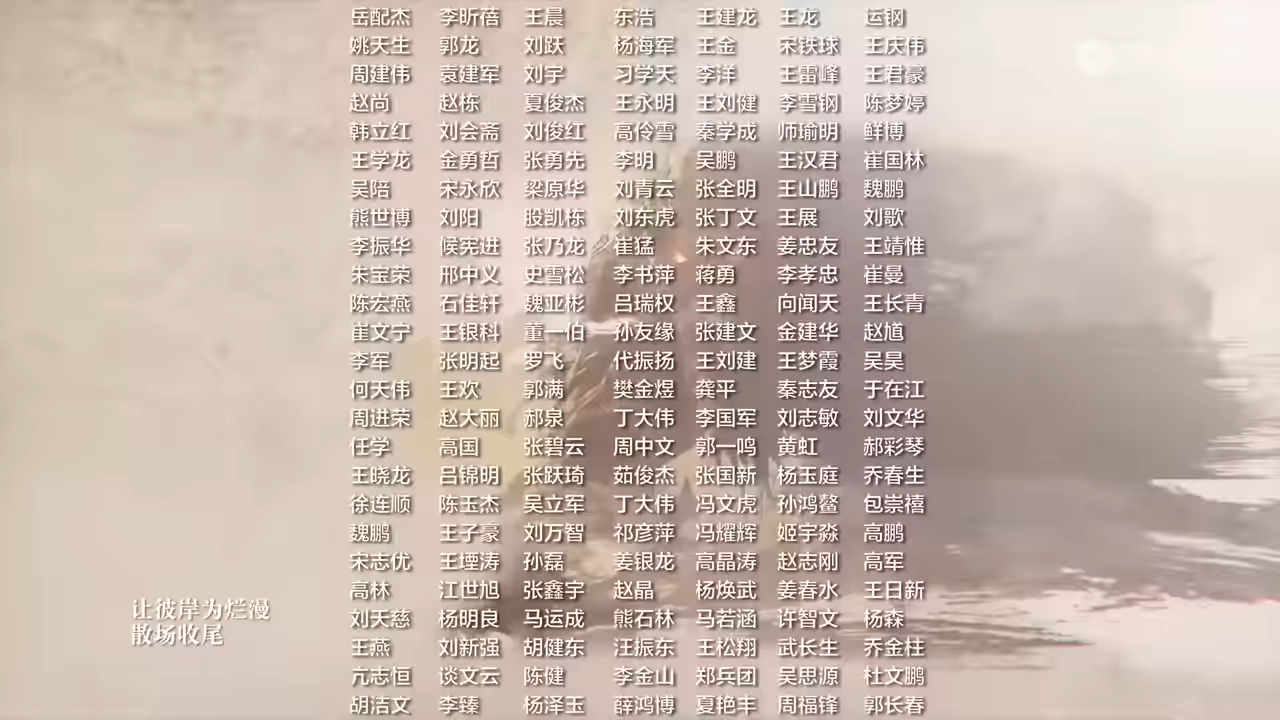 岳配杰 李昕蓓 王晨 东浩 王建龙 王龙 运钢
姚天生 郭龙 刘跃 杨海军 王金 宋铁球 王庆伟
周建伟 袁建军 刘宇 习学天 李洋 王雷峰 王君豪
赵尚 赵栋 夏俊杰 王永明 王刘健 李雪钢 陈梦婷
韩立红 刘会斋 刘俊红 高伶雪 秦学成 师瑜明 鲜博
王学龙 金勇哲 张勇先 李明 吴鹏 王汉君 崔国林
吴陪 宋永欣 梁原华 刘青云 张全明 王山鹏 魏鹏
熊世博 刘阳 股凯栋 刘东虎 张丁文 王展 刘歌
李振华 候宪进 张乃龙 崔猛 朱文东 姜忠友 王靖惟
朱宝荣 邢中义 史雪松 李书萍 蒋勇 李孝忠 崔曼
陈宏燕 石佳轩 魏亚彬 吕瑞权 王鑫 向闻天 王长青
崔文宁 王银科 董一伯 孙友缘 张建文 金建华 赵馗
李军 张明起 罗飞 代振扬 王刘建 王梦霞 吴昊
何天伟 王欢 郭满 樊金煜 龚平 秦志友 于在江
周进荣 赵大丽 郝泉 丁大伟 李国军 刘志敏 刘文华
任学 高国 张碧云 周中文 郭一鸣 黄虹 郝彩琴
王晓龙 吕锦明 张跃琦 茹俊杰 张国新 杨玉庭 乔春生
徐连顺 陈玉杰 吴立军 丁大伟 冯文虎 孙鸿鳌 包崇禧
魏鹏 王子豪 刘万智 祁彦萍 冯耀辉 姬宇淼 高鹏
宋志优 王堙涛 孙磊 姜银龙 高晶涛 赵志刚 高军
高林 江世旭 张鑫宇 赵晶 杨焕武 姜春水 王日新
刘天慈 杨明良 马运成 熊石林 马若涵 许智文 杨森
王燕 刘新强 胡健东 汪振东 王松翔 武长生 乔金柱
亢志恒 谈文云 陈健 李金山 郑兵团 吴思源 杜文鹏
胡洁文 李臻 杨泽玉 薛鸿博 夏艳丰 周福锋 郭长春
让彼岸为烂漫
散场收尾